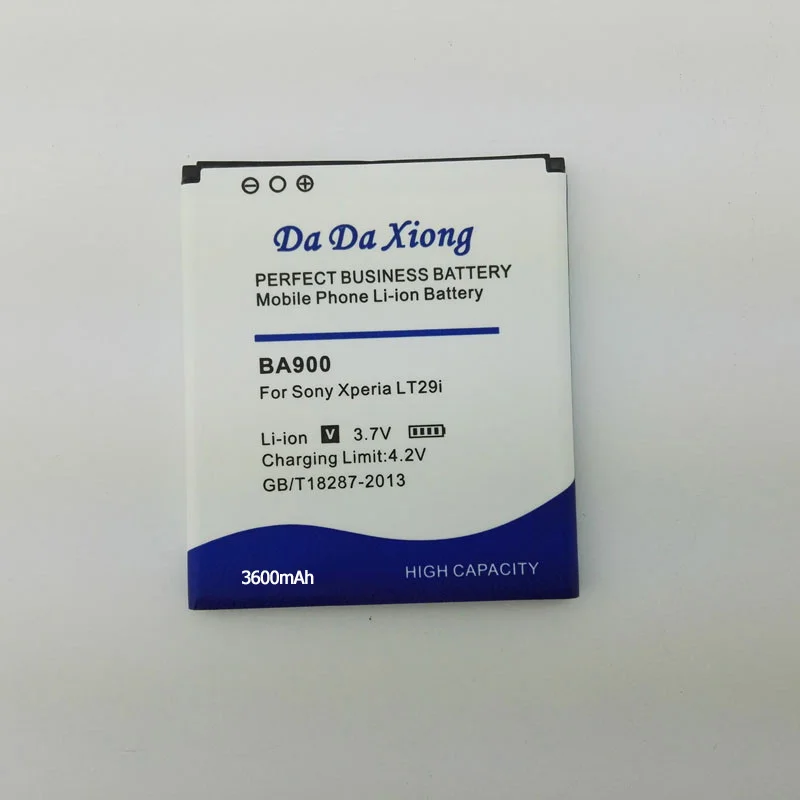 Da Da Xiong
PERFECT BUSINESS BATTERY
Mobile Phone Li-ion Battery
BA900
For Sony Xperia LT29i
Li-ion V 3.7V
Charging Limit:4.2V
GB/T18287-2013
3600mAh HIGH CAPACITY